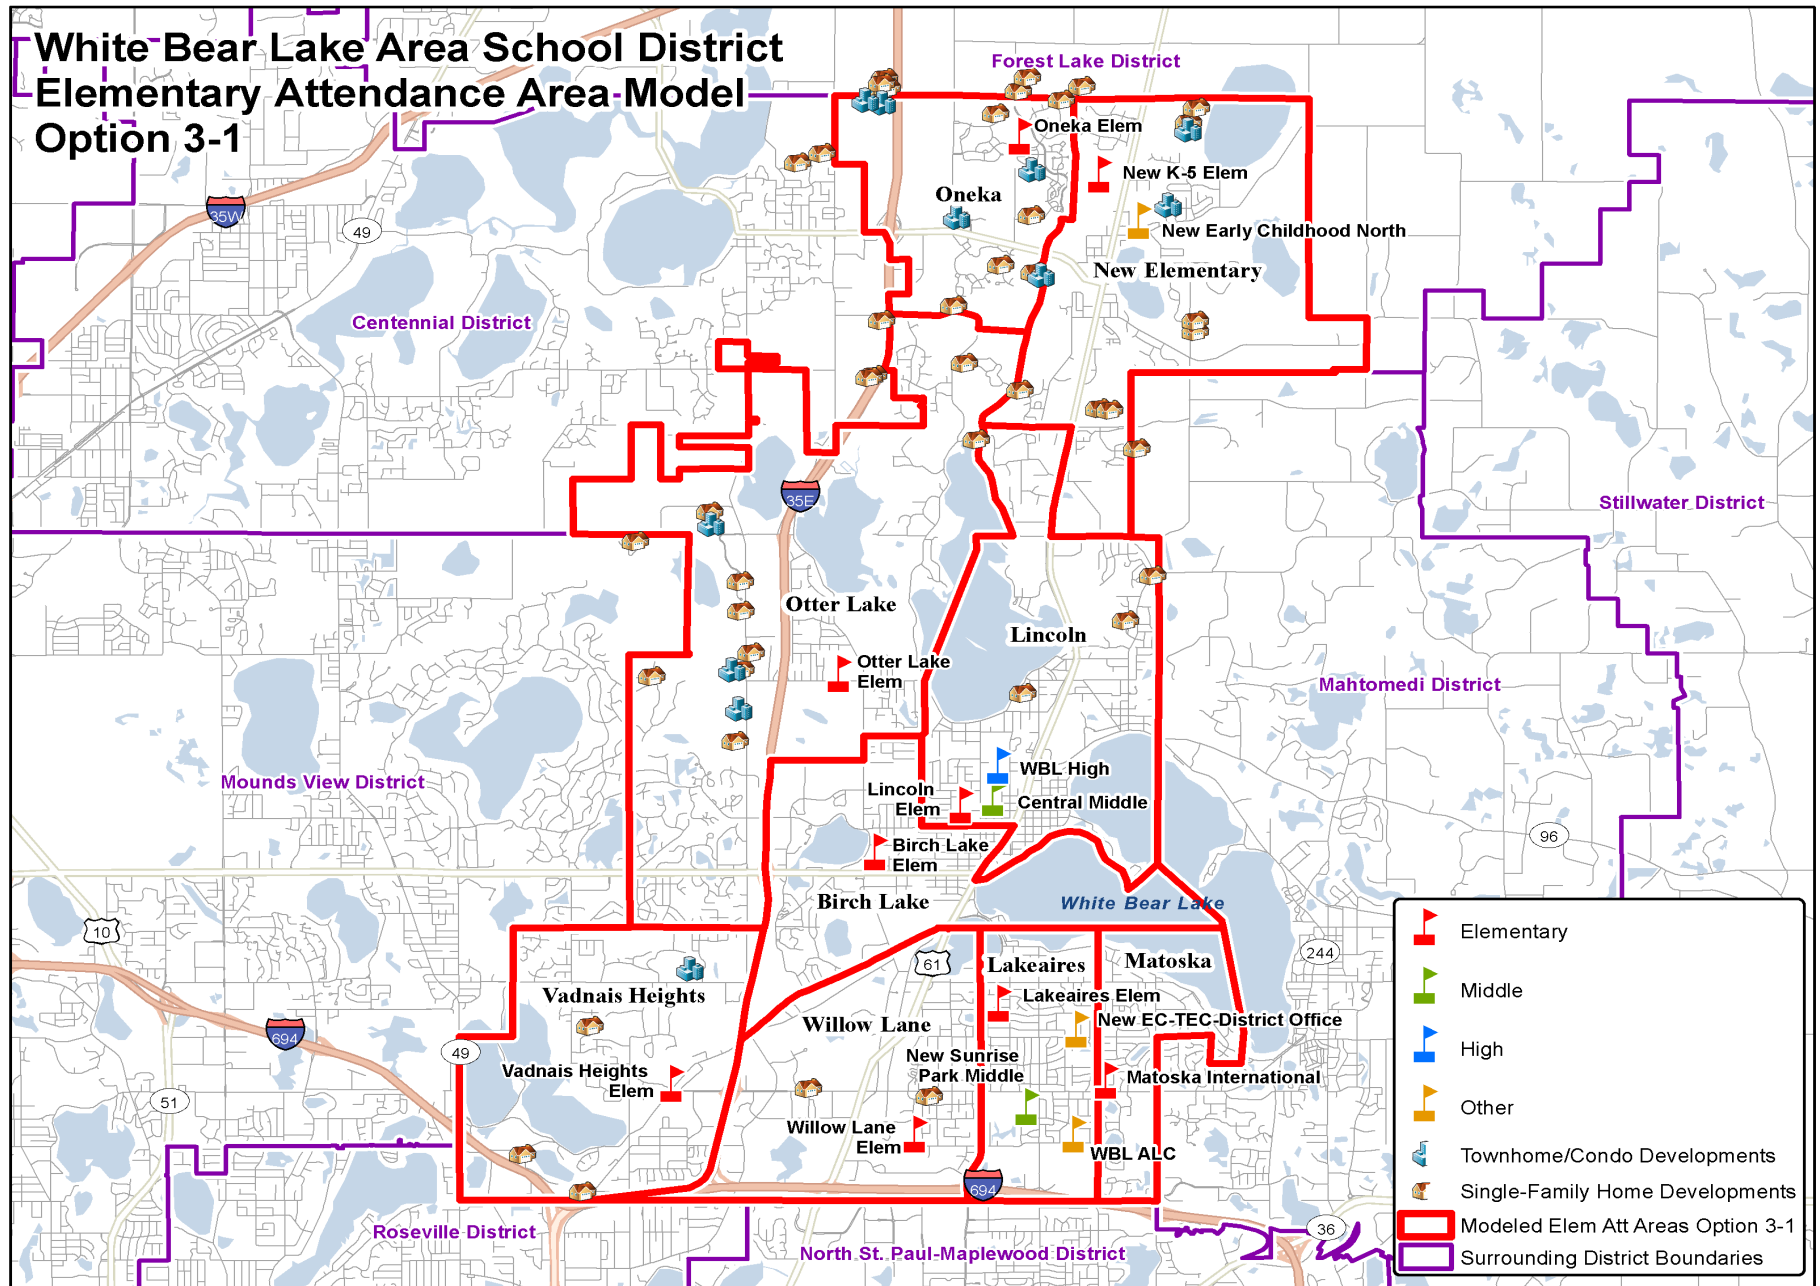 White Bear Lake Area School District
Elementary Attendance Area Model
Option 3-1
Forest Lake District
Oneka Elem
New K-5 Elem
Oneka
35W
49
New Early Childhood North
New Elementary
Centennial District
35E
Stillwater District
Otter Lake
Lincoln
Otter Lake
Elem
Mahtomedi District
Mounds View District
WBL High
Lincoln
Elem
Central Middle
96
Birch Lake
Elem
Birch Lake
White Bear Lake
10
61
244
Lakeaires
Matoska
Vadnais Heights
Lakeaires Elem
Willow Lane
New EC-TEC-District Office
694
49
New Sunrise
Park Middle
Vadnais Heights
Elem
Matoska International
51
Willow Lane
Elem
WBL ALC
694
Roseville District
North St. Paul-Maplewood District
36
Elementary
Middle
High
Other
Townhome/Condo Developments
Single-Family Home Developments
Modeled Elem Att Areas Option 3-1
Surrounding District Boundaries